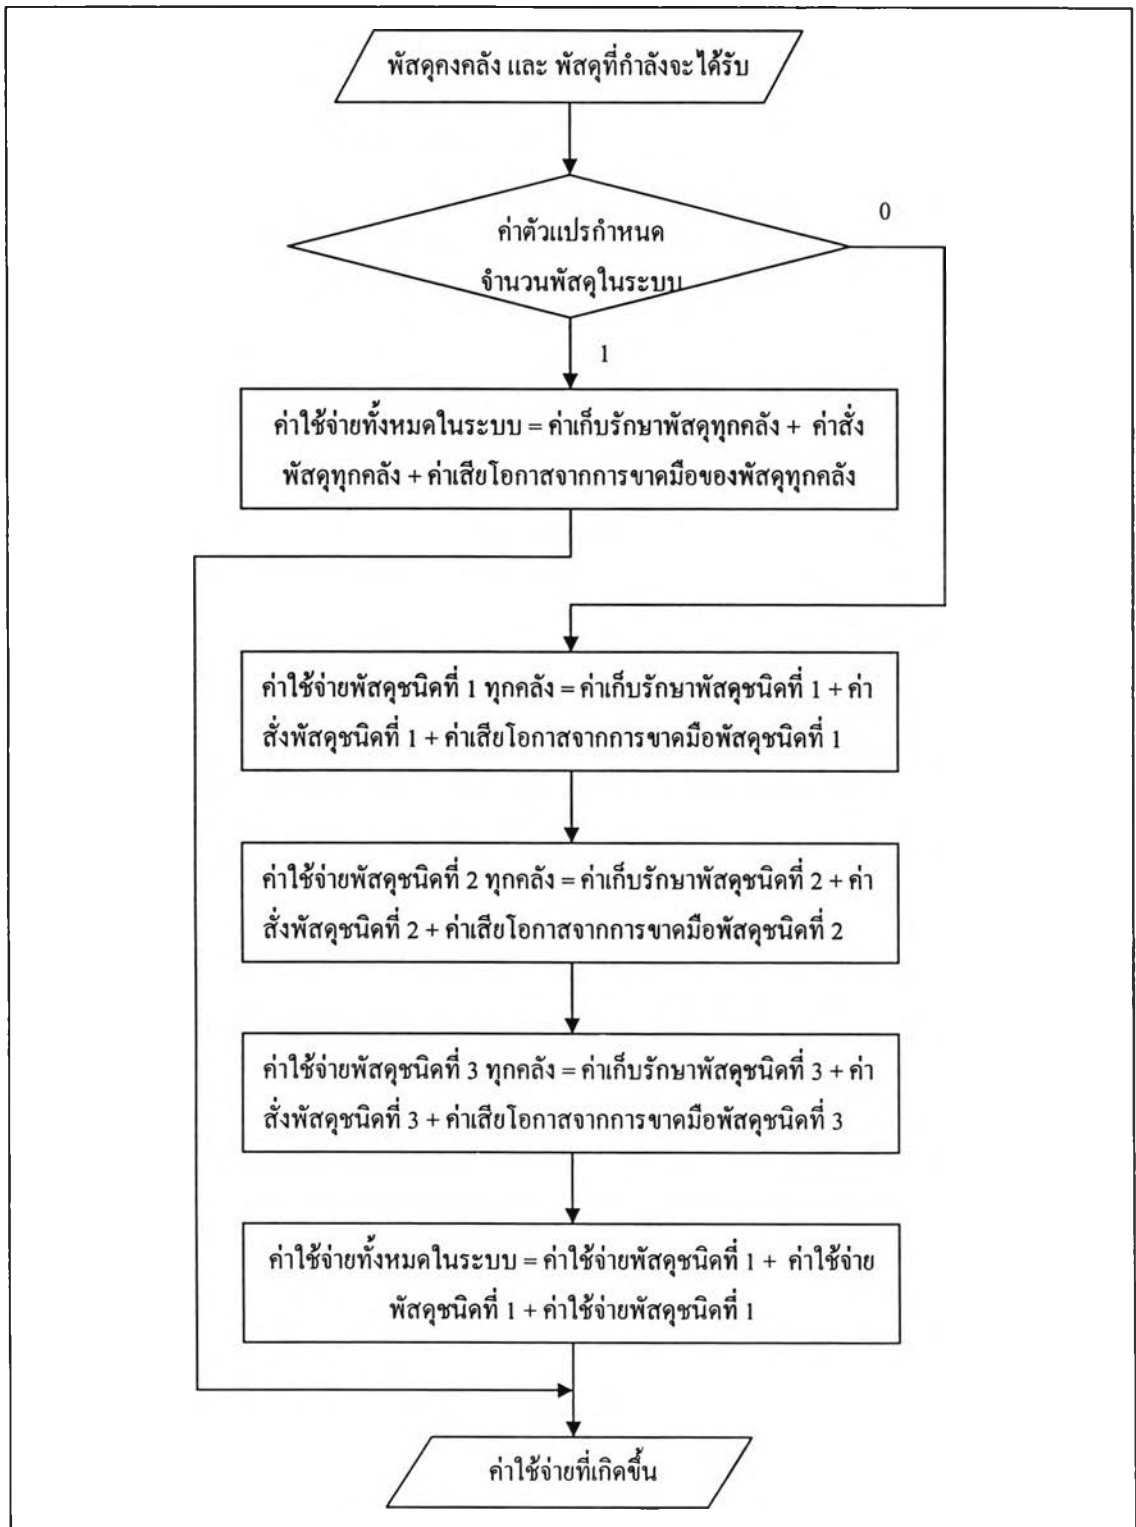 พัสดุคงคลัง และ พัสดุที่กำลังจะได้รับ
0
ค่าตัวแปรกำหนด
จำนวนพัสดุในระบบ
1
ค่าใช้จ่ายทั้งหมดในระบบ = ค่าเก็บรักษาพัสดุทุกคลัง + ค่าสั่ง
พัสดุทุกคลัง + ค่าเสียโอกาสจากการขาดมือของพัสดุทุกคลัง
ค่าใช้จ่ายพัสดุชนิดที่ 1 ทุกคลัง = ค่าเก็บรักษาพัสดุชนิดที่ 1 + ค่า
สั่งพัสดุชนิดที่ 1 + ค่าเสียโอกาสจากการขาดมือพัสดุชนิดที่ 1
ค่าใช้จ่ายพัสดุชนิดที่ 2 ทุกคลัง = ค่าเก็บรักษาพัสดุชนิดที่ 2 + ค่า
สั่งพัสดุชนิดที่ 2 + ค่าเสียโอกาสจากการขาดมือพัสดุชนิดที่ 2
ค่าใช้จ่ายพัสดุชนิดที่ 3 ทุกคลัง = ค่าเก็บรักษาพัสดุชนิดที่ 3 + ค่า
สั่งพัสดุชนิดที่ 3 + ค่าเสียโอกาสจากการขาดมือพัสดุชนิดที่ 3
ค่าใช้จ่ายทั้งหมดในระบบ = ค่าใช้จ่ายพัสดุชนิดที่ 1 + ค่าใช้จ่าย
พัสดุชนิดที่ 1 + ค่าใช้จ่ายพัสดุชนิดที่ 1
ค่าใช้จ่ายที่เกิดขึ้น